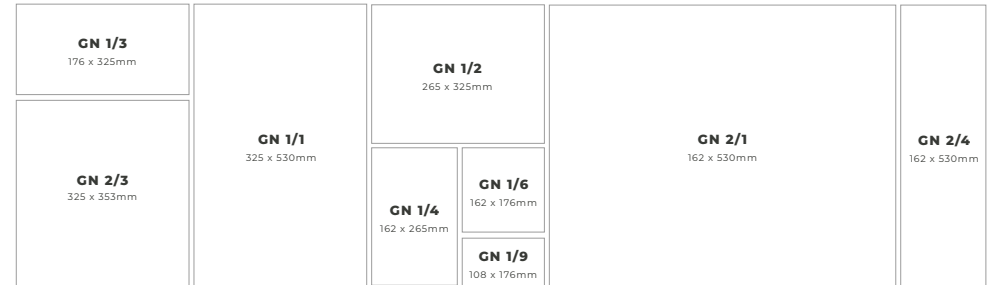 GN 1/3
176 x 325mm
GN 2/3
325 x 353mm
GN 1/1
325 x 530mm
GN 1/2
265 x 325mm
GN 1/4
162 x 265mm
GN 1/6
162 x 176mm
GN 1/9
108 x 176mm
GN 2/1
162 x 530mm
GN 2/4
162 x 530mm